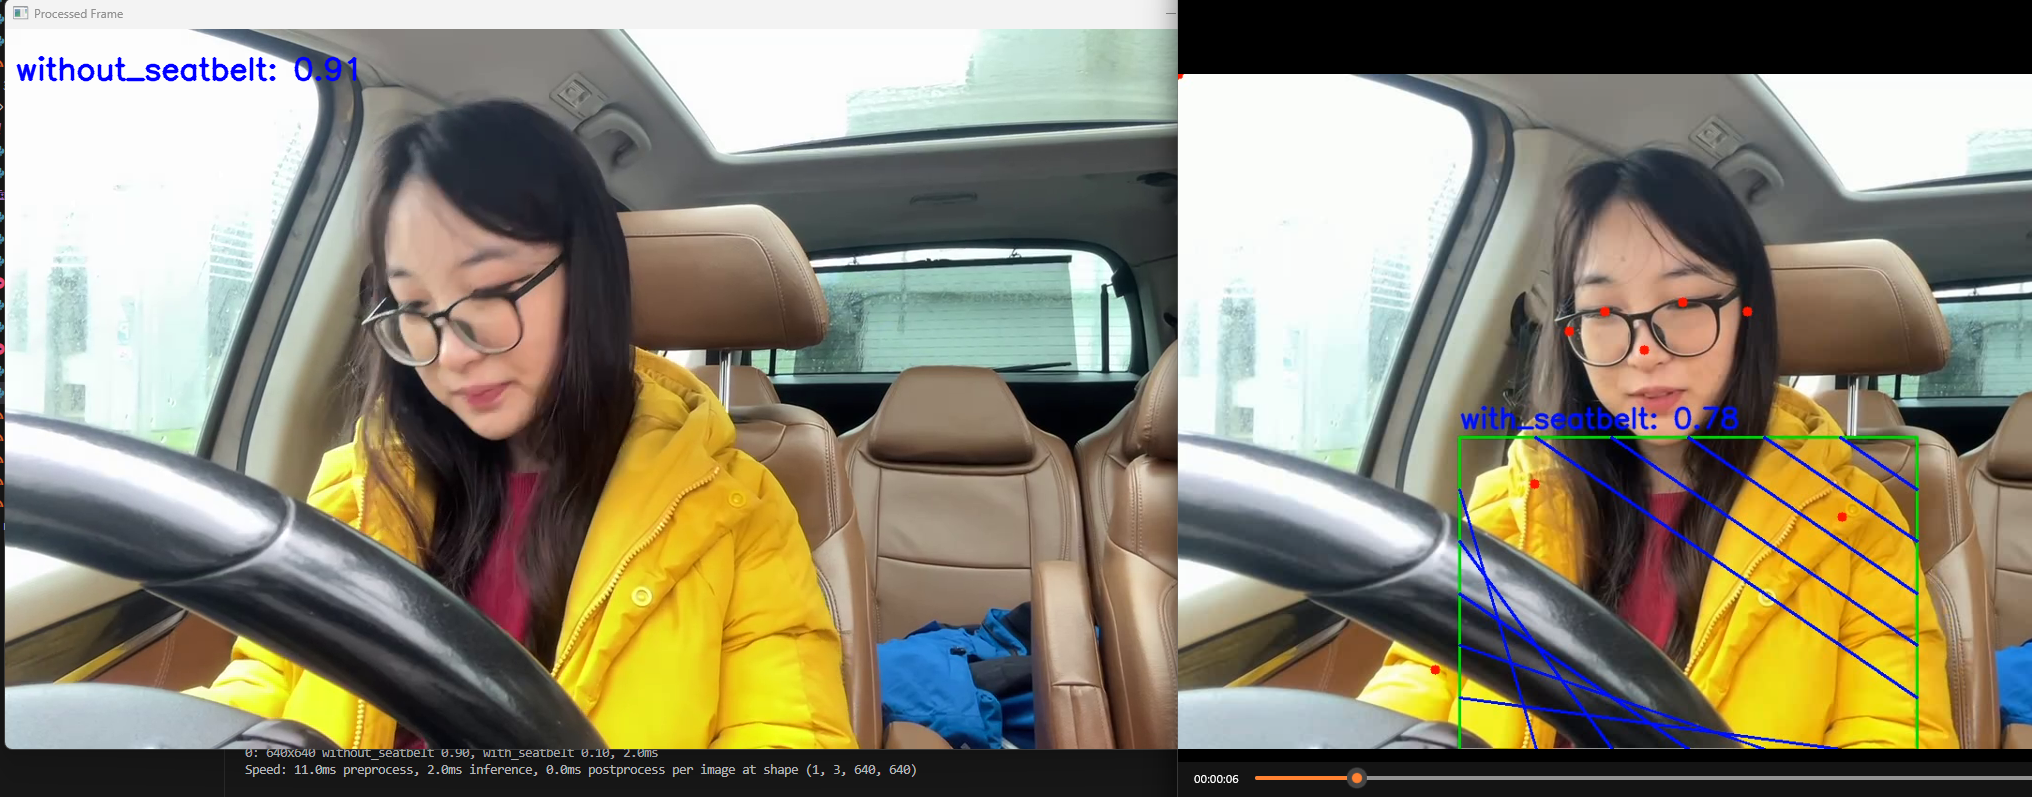 Processed Frame
without_seatbelt: 0.91
with_seatbelt: 0.78
0: 640x640 without_seatbelt 0.90, with_seatbelt 0.10, 2.0ms
Speed: 11.0ms preprocess, 2.0ms inference, 0.0ms postprocess per image at shape (1, 3, 640, 640)
00:00:06